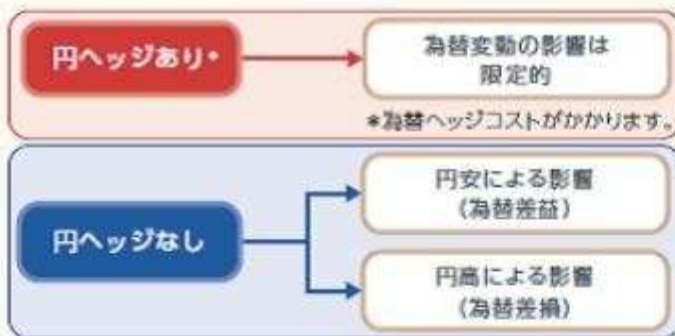 円ヘッジあり*
為替変動の影響は
限定的
*為替ヘッジコストがかかります。
円ヘッジなし
円安による影響
(為替差益)
円高による影響
(為替差損)